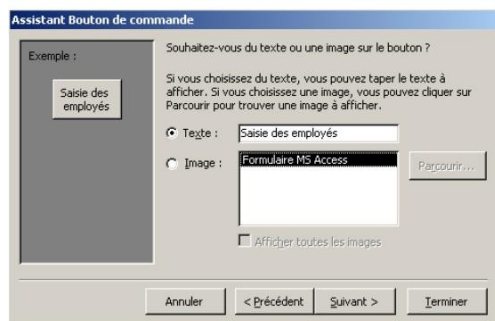 Assistant Bouton de commande
Exemple :
Saisie des
employés
Souhaitez-vous du texte ou une image sur le bouton ?
Si vous choisissez du texte, vous pouvez taper le texte à
afficher. Si vous choisissez une image, vous pouvez cliquer sur
Parcourir pour trouver une image à afficher.
Texte : Saisie des employés
Image : Formulaire MS Access
Parcourir...
Afficher toutes les images
Annuler < Précédent Suivant > Terminer